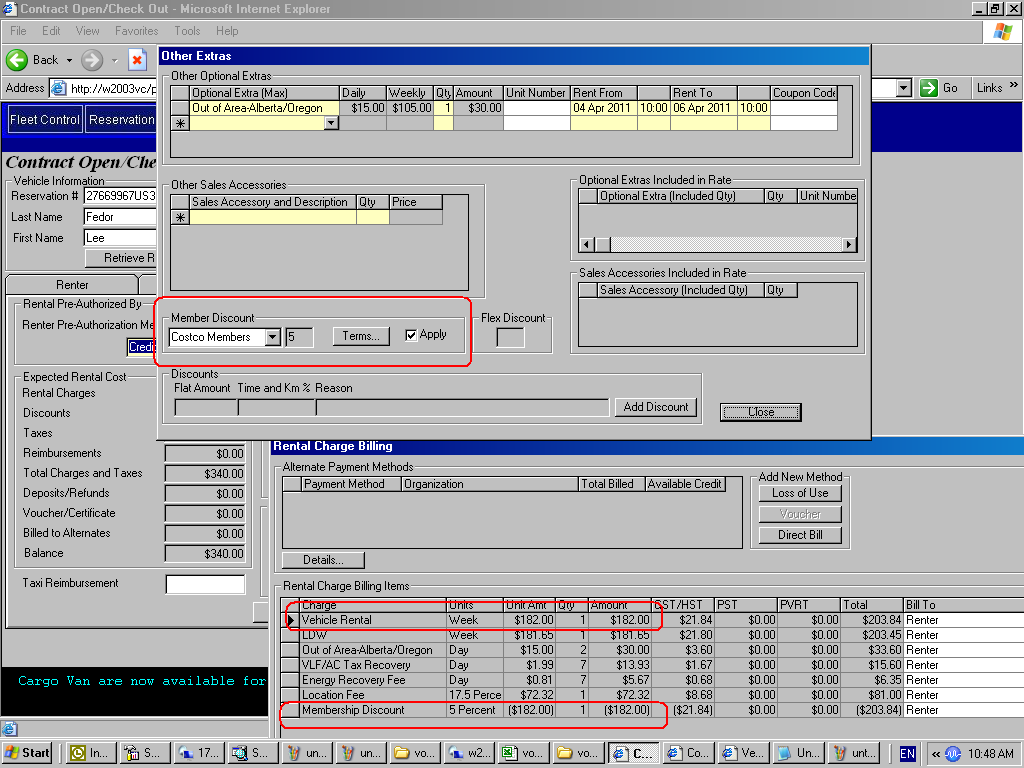 Contract Open/Check Out - Microsoft Internet Explorer
File Edit View Favorites Tools Help
Back
Address http://w2003vc/p Go Links »
Fleet Control Reservation
Contract Open/Che
Vehicle Information
Reservation # 27669967US3
Last Name Fedor
First Name Lee
Retrieve R
Renter
Rental Pre-Authorized By
Renter Pre-Authorization Me
Credi
Expected Rental Cost
Rental Charges
Discounts
Taxes
Reimbursements $0.00
Total Charges and Taxes $340.00
Deposits/Refunds $0.00
Voucher/Certificate $0.00
Billed to Alternates $0.00
Balance $340.00
Taxi Reimbursement
Cargo Van are now available for
Other Extras
Other Optional Extras
Optional Extra (Max) Daily Weekly Qty Amount Unit Number Rent From Rent To Coupon Code
Out of Area-Alberta/Oregon $15.00 $105.00 1 $30.00 04 Apr 2011 10:00 06 Apr 2011 10:00
Other Sales Accessories
Sales Accessory and Description Qty Price
Optional Extras Included in Rate
Optional Extra (Included Qty) Qty Unit Numbe
Sales Accessories Included in Rate
Sales Accessory (Included Qty) Qty
Member Discount
Costco Members 5 Terms... Apply
Flex Discount
Discounts
Flat Amount Time and Km % Reason
Add Discount
Close
Rental Charge Billing
Alternate Payment Methods
Payment Method Organization Total Billed Available Credit
Add New Method
Loss of Use
Voucher
Direct Bill
Details...
Rental Charge Billing Items
Charge Units Unit Amt Qty Amount GST/HST PST PVRT Total Bill To
Vehicle Rental Week $182.00 1 $182.00 $21.84 $0.00 $0.00 $203.84 Renter
LDW Week $181.65 1 $181.65 $21.80 $0.00 $0.00 $203.45 Renter
Out of Area-Alberta/Oregon Day $15.00 2 $30.00 $3.60 $0.00 $0.00 $33.60 Renter
VLF/AC Tax Recovery Day $1.99 7 $13.93 $1.67 $0.00 $0.00 $15.60 Renter
Energy Recovery Fee Day $0.81 7 $5.67 $0.68 $0.00 $0.00 $6.35 Renter
Location Fee 17.5 Perce $72.32 1 $72.32 $8.68 $0.00 $0.00 $81.00 Renter
Membership Discount 5 Percent ($182.00) 1 ($182.00) ($21.84) $0.00 $0.00 ($203.84) Renter
Start In... S... 17... S... un... un... vo... w2... vo... vo... C... Co... Ve... Un... unt... EN « 10:48 AM